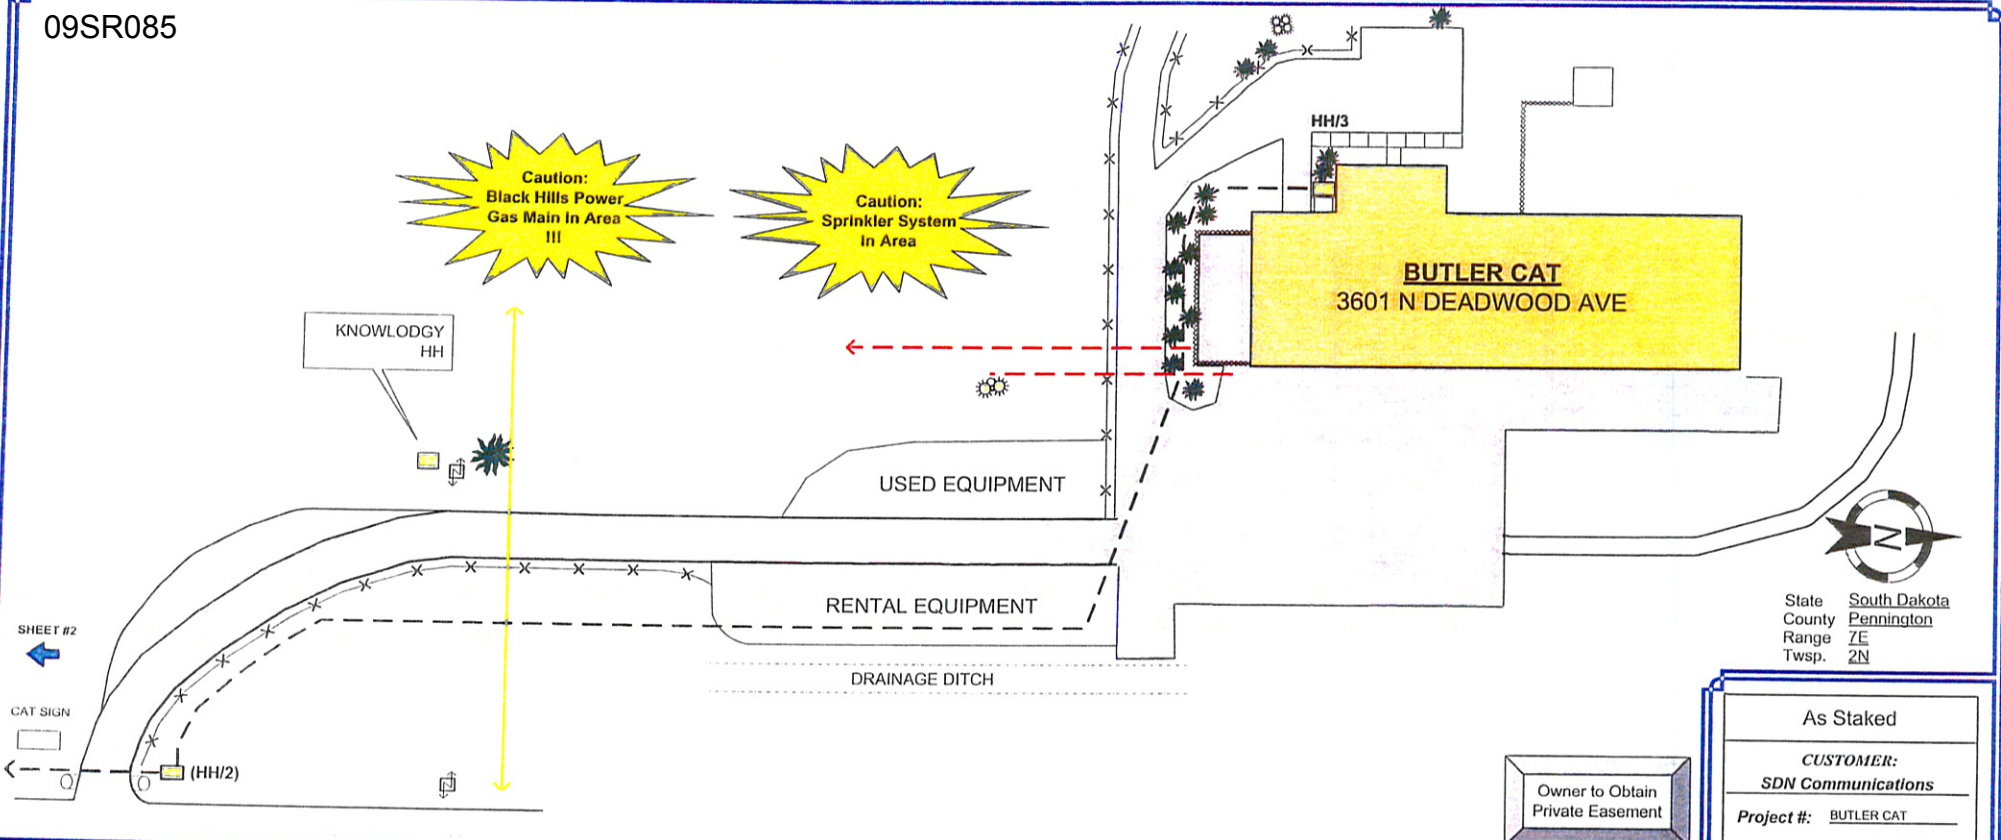 09SR085
HH/3
Caution:
Black Hills Power
Gas Main In Area
!!!
Caution:
Sprinkler System
In Area
BUTLER CAT
3601 N DEADWOOD AVE
KNOWLODGY
HH
USED EQUIPMENT
RENTAL EQUIPMENT
DRAINAGE DITCH
SHEET #2
CAT SIGN
(HH/2)
N
State South Dakota
County Pennington
Range 7E
Twsp. 2N
Owner to Obtain
Private Easement
As Staked
CUSTOMER:
SDN Communications
Project #: BUTLER CAT